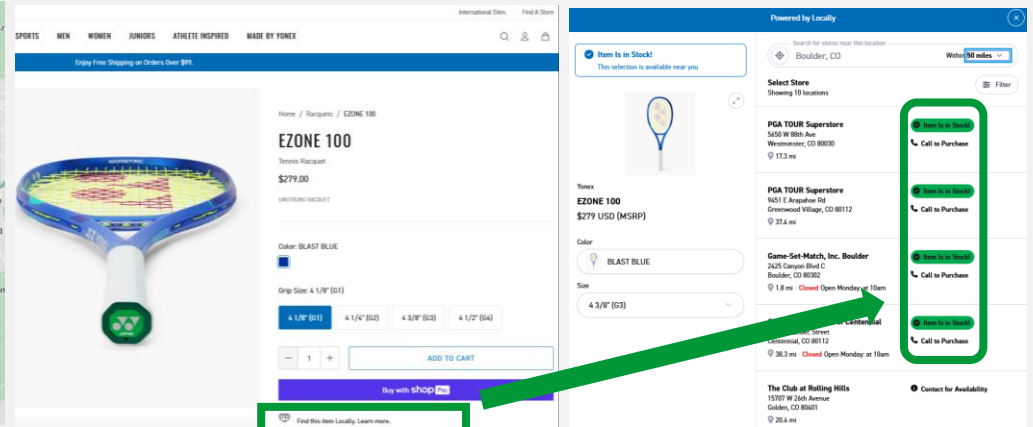 International Sites Find A Store
SPORTS MEN WOMEN JUNIORS ATHLETE INSPIRED MADE BY YONEX
Enjoy Free Shipping on Orders Over $99.
Home / Racquets / EZONE 100
EZONE 100
Tennis Racquet
$279.00
UNSTRUNG RACQUET
Color: BLAST BLUE
Grip Size: 4 1/8" (G1)
4 1/8" (G1) 4 1/4" (G2) 4 3/8" (G3) 4 1/2" (G4)
− 1 + ADD TO CART
Buy with shop Pay
Find this item Locally. Learn more.
ISOMETRIC
Powered by Locally
Item Is in Stock!
This selection is available near you
Yonex
EZONE 100
$279 USD (MSRP)
Color
BLAST BLUE
Size
4 3/8" (G3)
Search for stores near this location
Boulder, CO
Within 50 miles
Select Store
Showing 10 locations
Filter
PGA TOUR Superstore
5650 W 88th Ave
Westminster, CO 80030
17.3 mi
Item Is in Stock!
Call to Purchase
PGA TOUR Superstore
9451 E Arapahoe Rd
Greenwood Village, CO 80112
37.4 mi
Item Is in Stock!
Call to Purchase
Game-Set-Match, Inc. Boulder
2425 Canyon Blvd C
Boulder, CO 80302
1.8 mi · Closed Open Monday at 10am
Item Is in Stock!
Call to Purchase
Centennial
Street
Centennial, CO 80112
38.3 mi · Closed Open Monday: at 10am
Item Is in Stock!
Call to Purchase
The Club at Rolling Hills
15707 W 26th Avenue
Golden, CO 80401
20.4 mi
Contact for Availability